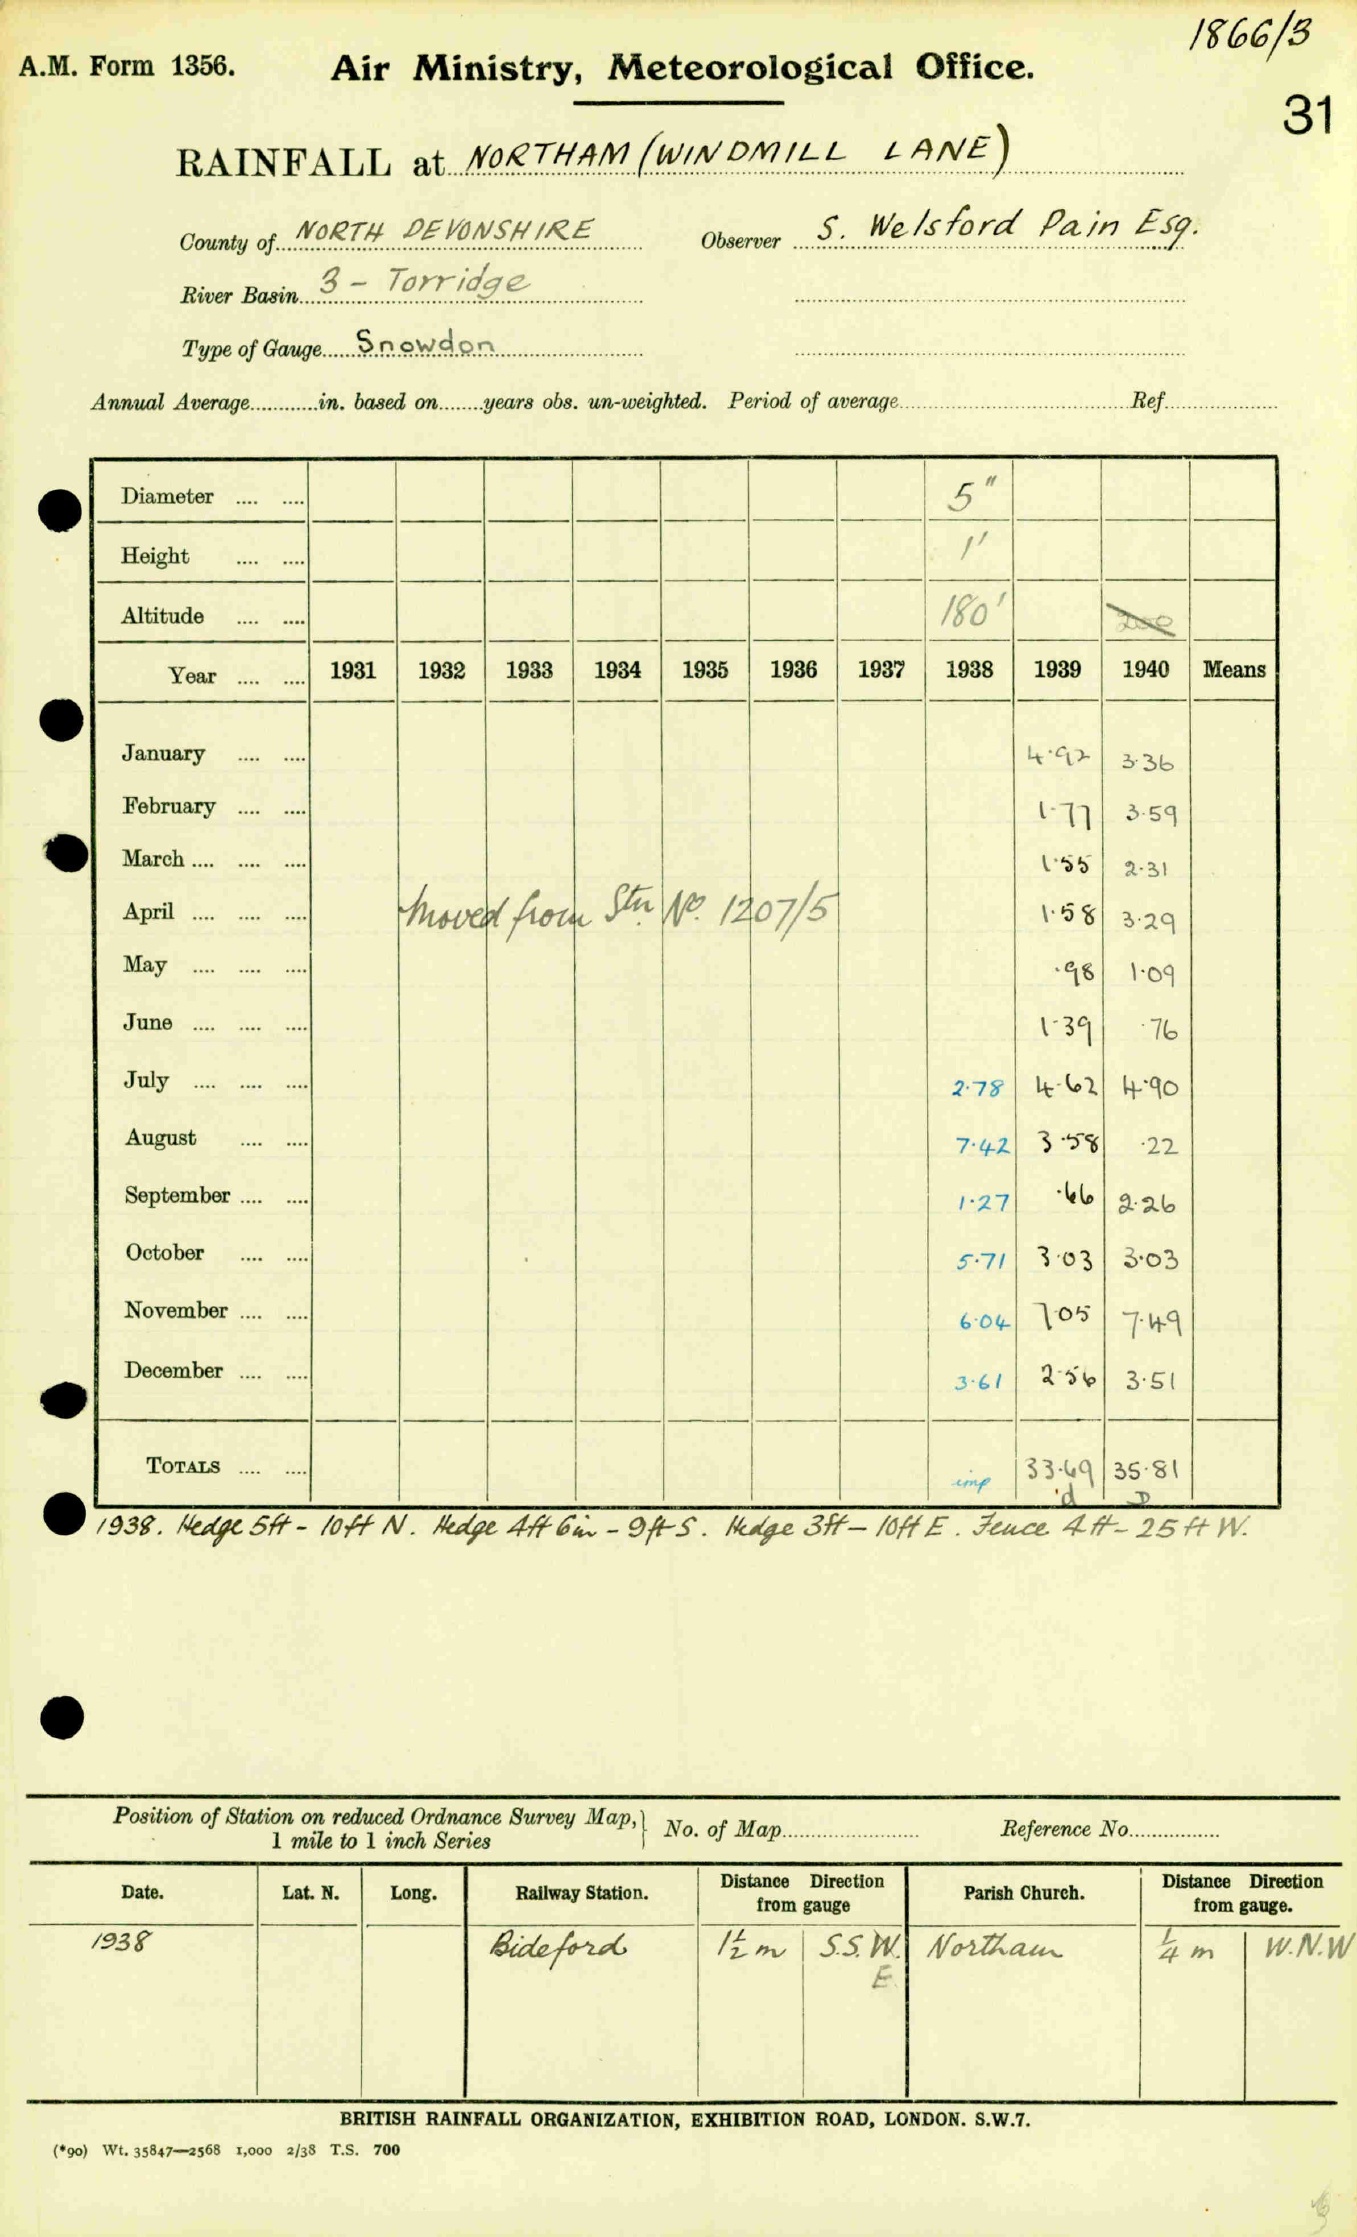 1866/3
A.M. Form 1356. Air Ministry, Meteorological Office.
31
RAINFALL at NORTHAM (WINDMILL LANE)
County of NORTH DEVONSHIRE Observer S. Welsford Pain Esq.
River Basin 3 - Torridge
Type of Gauge Snowdon
Annual Average............in. based on........years obs. un-weighted. Period of average........................................Ref....................
Diameter .... .... 5"
Height .... .... 1'
Altitude .... .... 180' 200
Year .... .... 1931 1932 1933 1934 1935 1936 1937 1938 1939 1940 Means
January .... .... 4.92 3.36
February .... .... 1.77 3.59
March .... .... .... 1.55 2.31
April .... .... .... Moved from Stn. No. 1207/5 1.58 3.29
May .... .... .... .98 1.09
June .... .... .... 1.39 .76
July .... .... .... 2.78 4.62 4.90
August .... .... 7.42 3.58 .22
September .... .... 1.27 .66 2.26
October .... .... 5.71 3.03 3.03
November .... .... 6.04 7.05 7.49
December .... .... 3.61 2.56 3.51
TOTALS .... .... imp 33.69 35.81
d D
1938. Hedge 5ft - 10ft N. Hedge 4ft 6in - 9ft S. Hedge 3ft - 10ft E. Fence 4ft - 25ft W.
Position of Station on reduced Ordnance Survey Map, } No. of Map........................ Reference No................
1 mile to 1 inch Series
Date. Lat. N. Long. Railway Station. Distance Direction from gauge Parish Church. Distance Direction from gauge.
1938 Bideford 1½ m S.S.W. Northam ¼ m W.N.W
E.
BRITISH RAINFALL ORGANIZATION, EXHIBITION ROAD, LONDON. S.W.7.
(*90) Wt. 35847—2568 1,000 2/38 T.S. 700